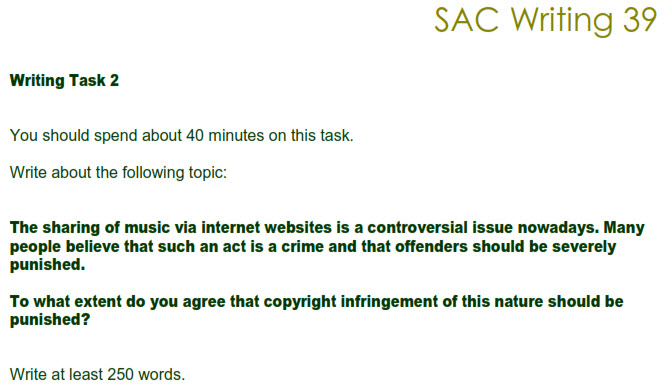 SAC Writing 39
Writing Task 2
You should spend about 40 minutes on this task.
Write about the following topic:
The sharing of music via internet websites is a controversial issue nowadays. Many
people believe that such an act is a crime and that offenders should be severely
punished.
To what extent do you agree that copyright infringement of this nature should be
punished?
Write at least 250 words.